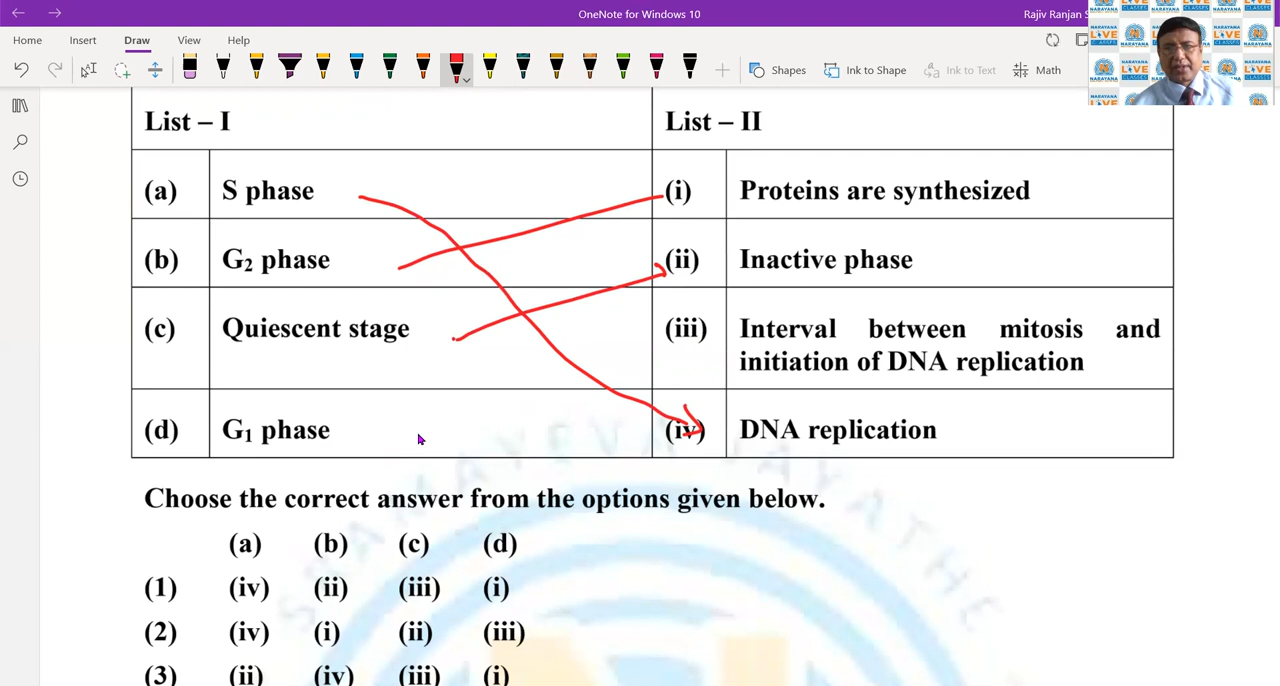 OneNote for Windows 10
Rajiv Ranjan S
Home Insert Draw View Help
Shapes Ink to Shape Ink to Text Math
List – I List – II
(a) S phase (i) Proteins are synthesized
(b) G₂ phase (ii) Inactive phase
(c) Quiescent stage (iii) Interval between mitosis and
initiation of DNA replication
(d) G₁ phase (iv) DNA replication
Choose the correct answer from the options given below.
(a) (b) (c) (d)
(1) (iv) (ii) (iii) (i)
(2) (iv) (i) (ii) (iii)
(3) (ii) (iv) (iii) (i)